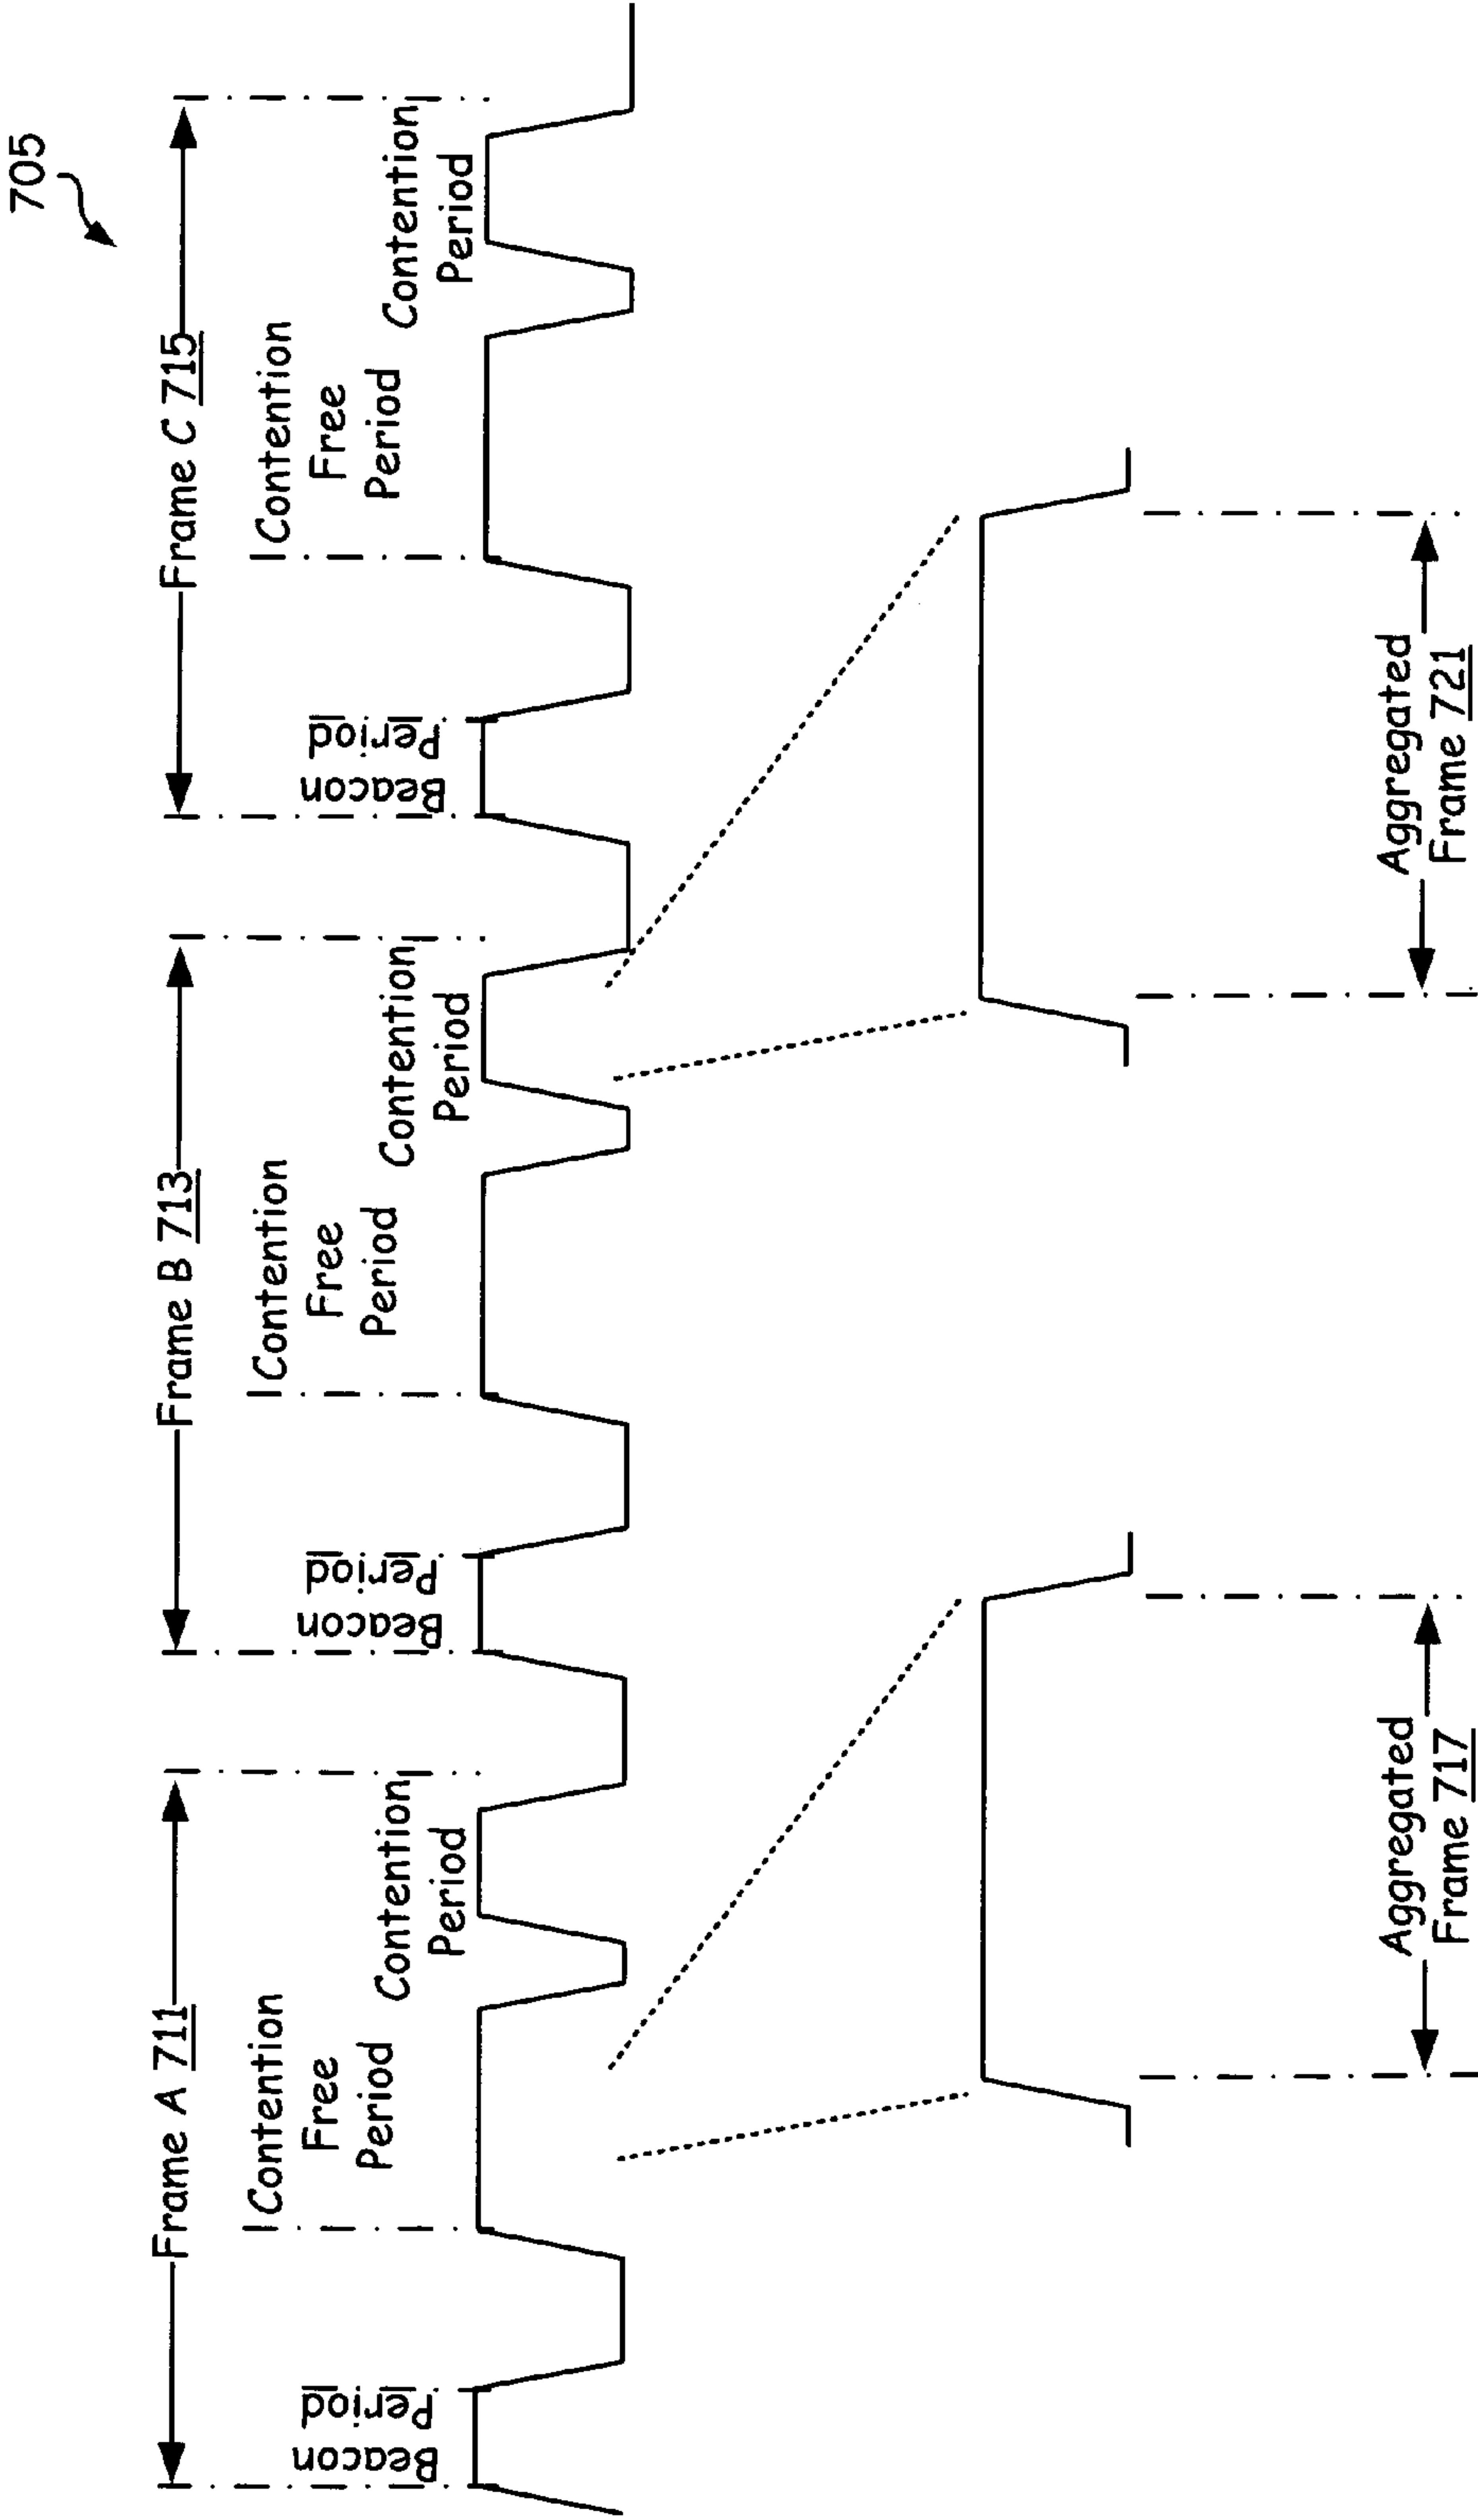 705
Frame A 711
Frame B 713
Frame C 715
Beacon
Period
Contention
Free
Period
Contention
Period
Beacon
Period
Contention
Free
Period
Contention
Period
Beacon
Period
Contention
Free
Period
Contention
Period
Aggregated
Frame 717
Aggregated
Frame 721